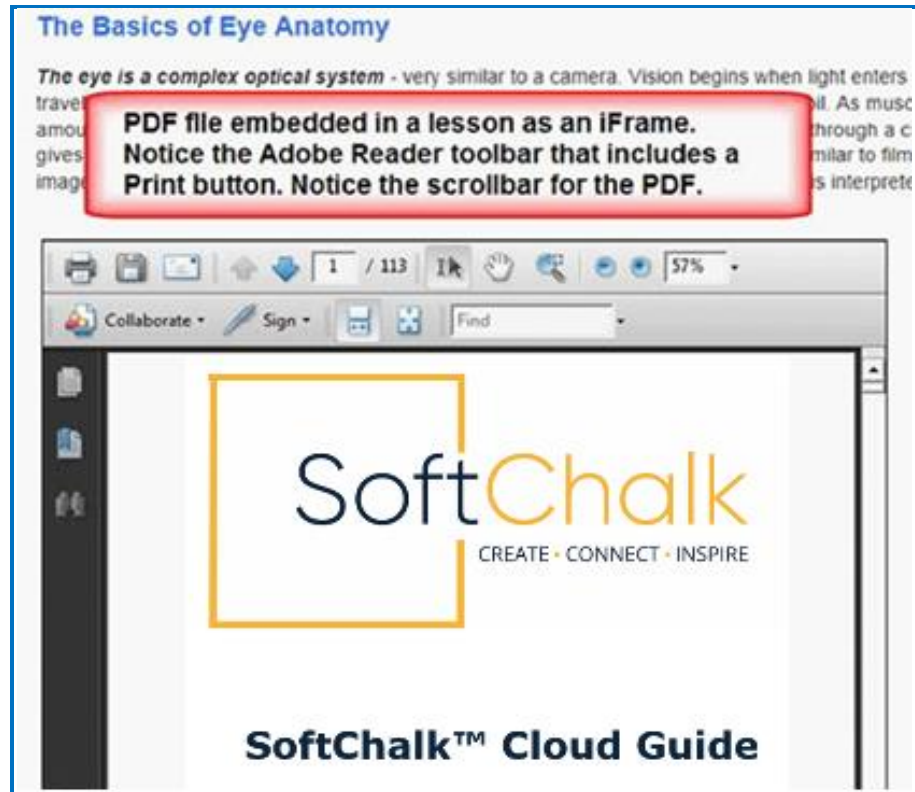 The Basics of Eye Anatomy
The eye is a complex optical system - very similar to a camera. Vision begins when light enters
PDF file embedded in a lesson as an iFrame.
Notice the Adobe Reader toolbar that includes a
Print button. Notice the scrollbar for the PDF.
1 / 113 57%
Collaborate Sign Find
SoftChalk
CREATE · CONNECT · INSPIRE
SoftChalk™ Cloud Guide